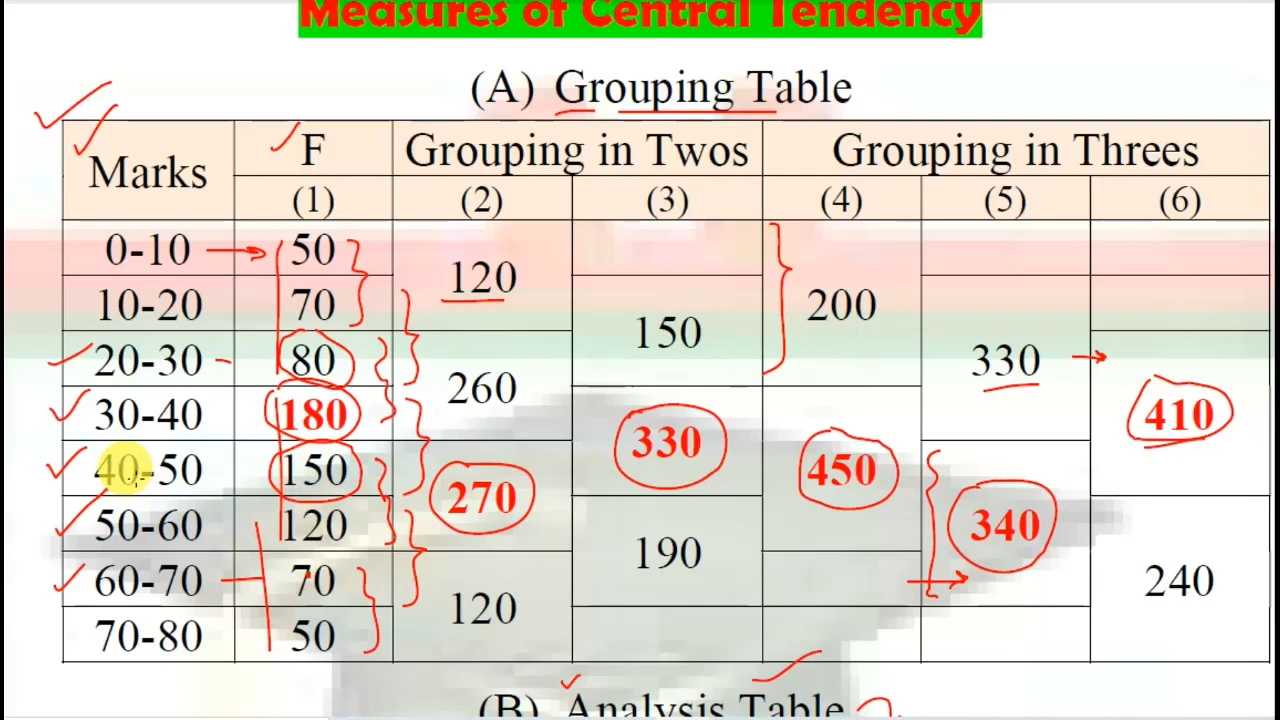 Measures of Central Tendency
(A) Grouping Table
Marks F Grouping in Twos Grouping in Threes
(1) (2) (3) (4) (5) (6)
0-10 50
120
10-20 70 200
150
20-30 80 330
260
30-40 180 410
330
40-50 150 450
270
50-60 120 340
190
60-70 70 240
120
70-80 50
(B) Analysis Table